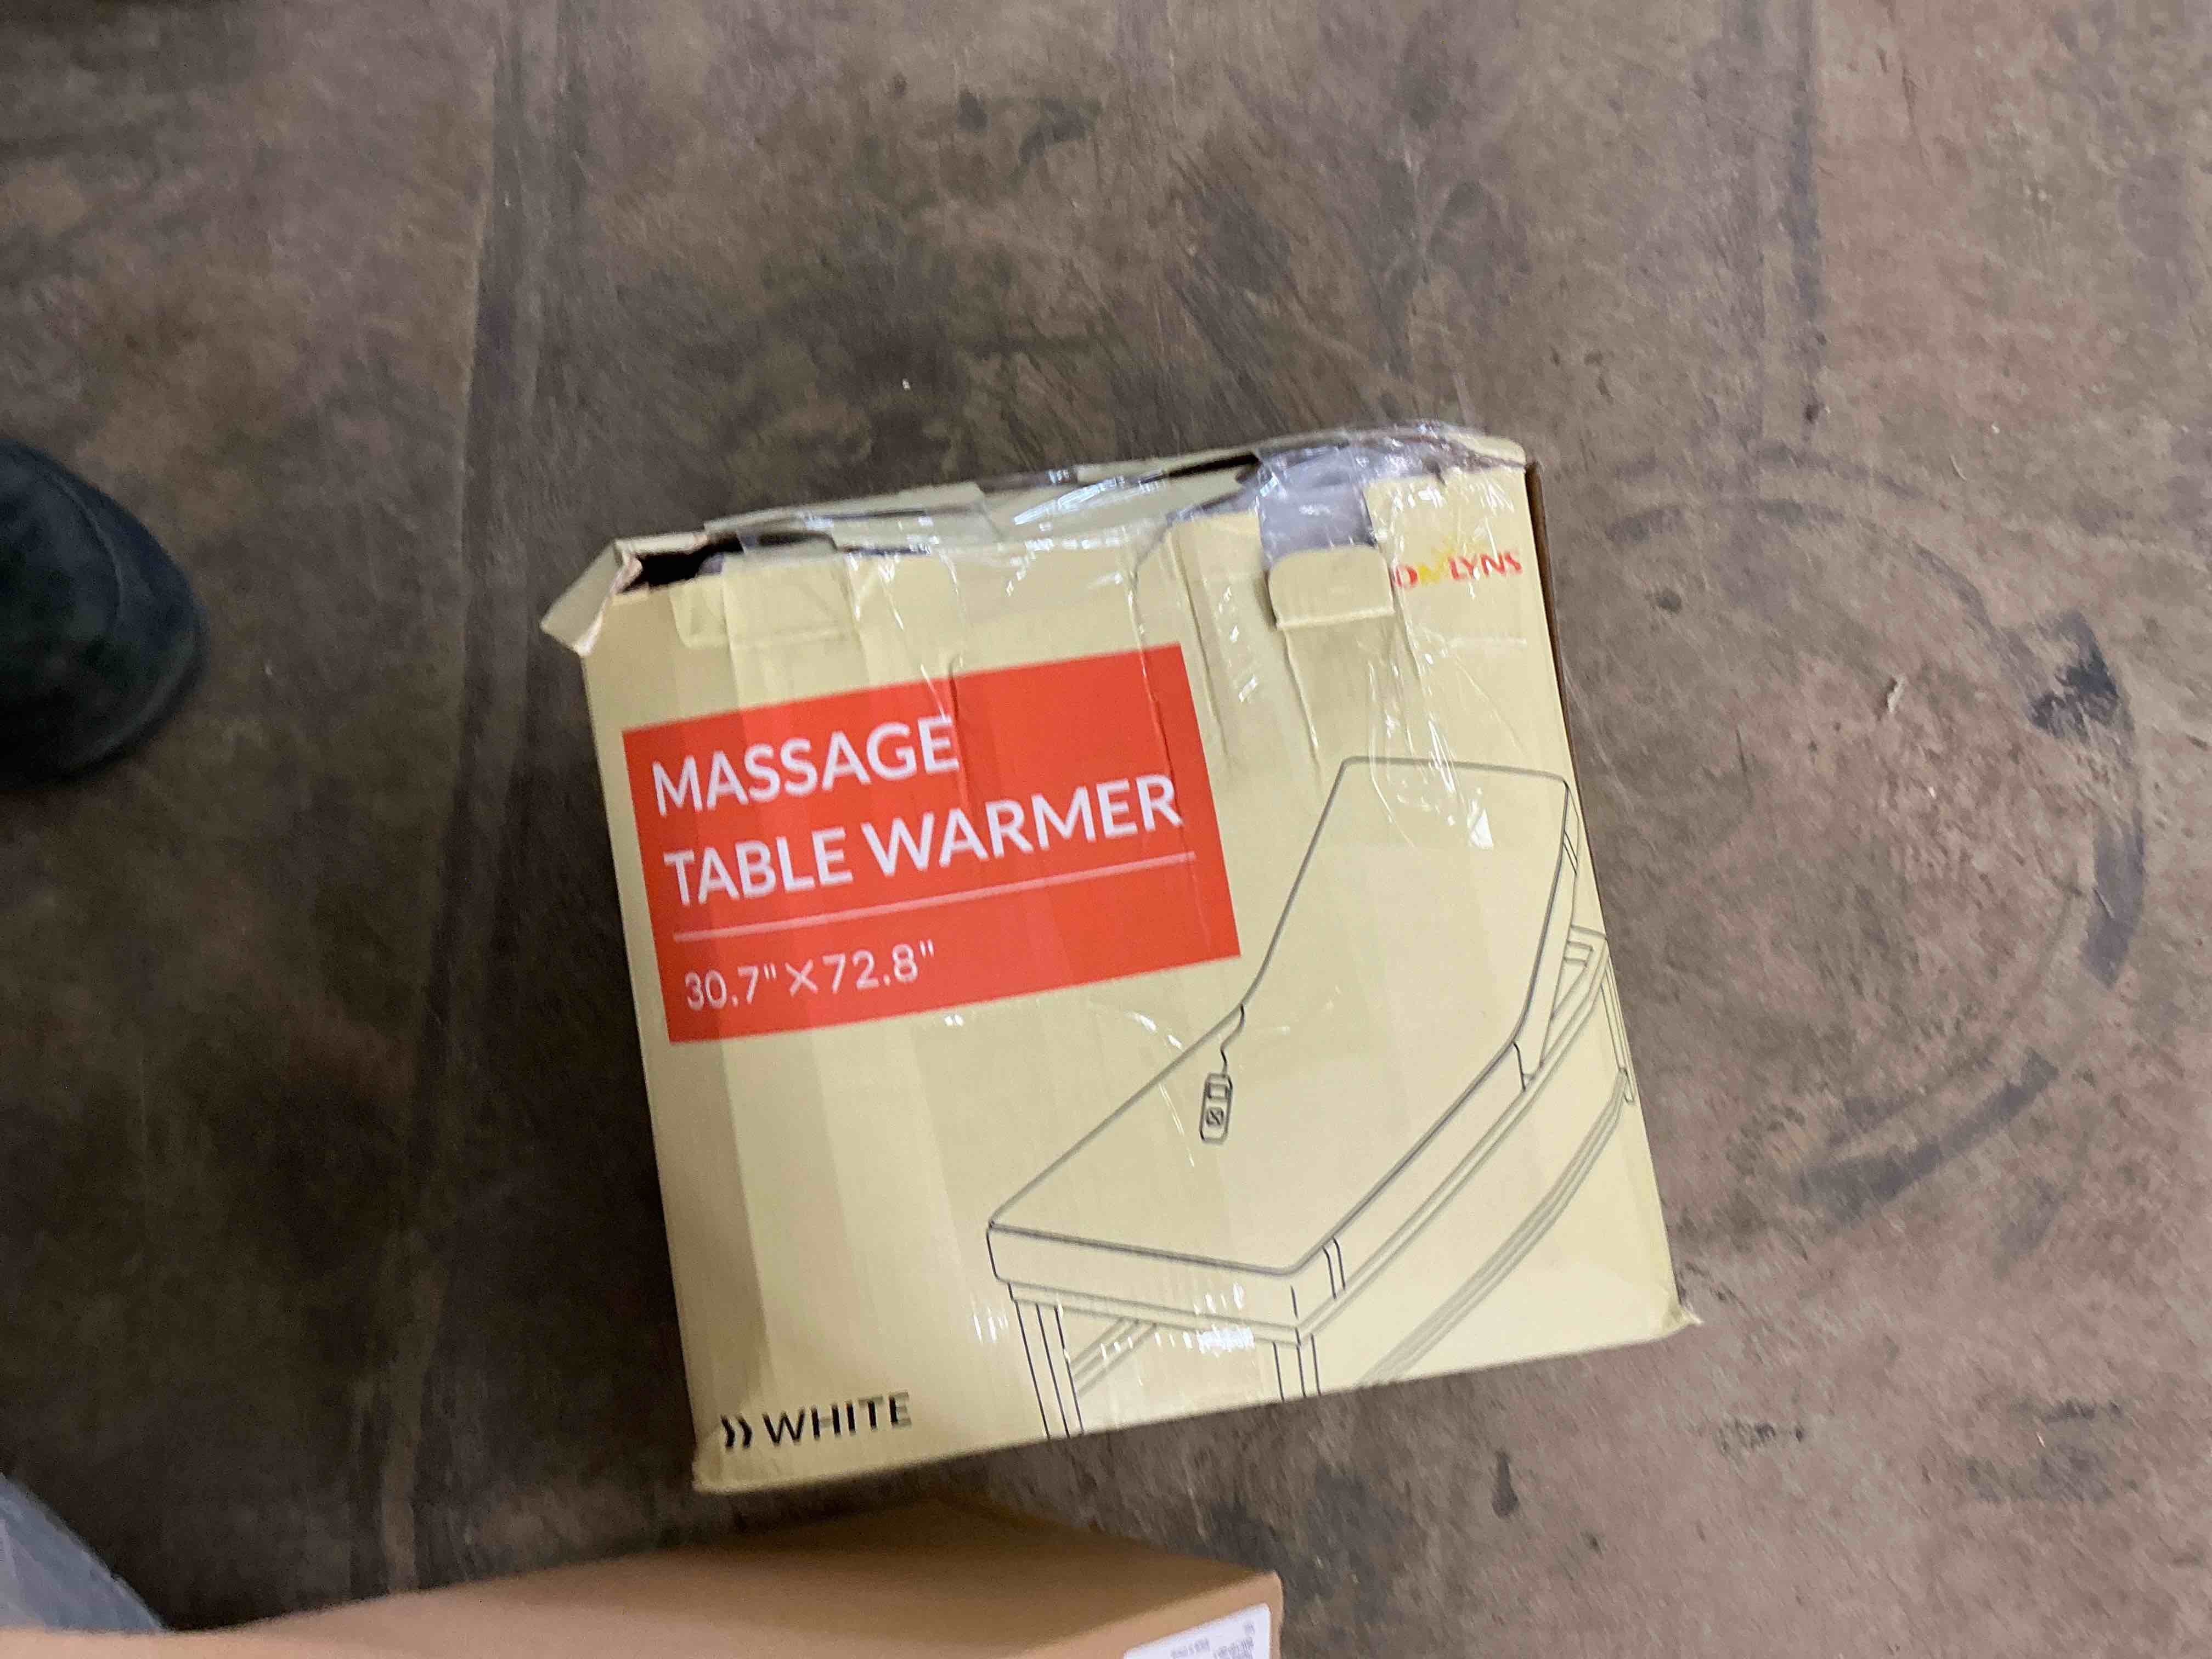 MASSAGE
TABLE WARMER
30.7"×72.8"
WHITE